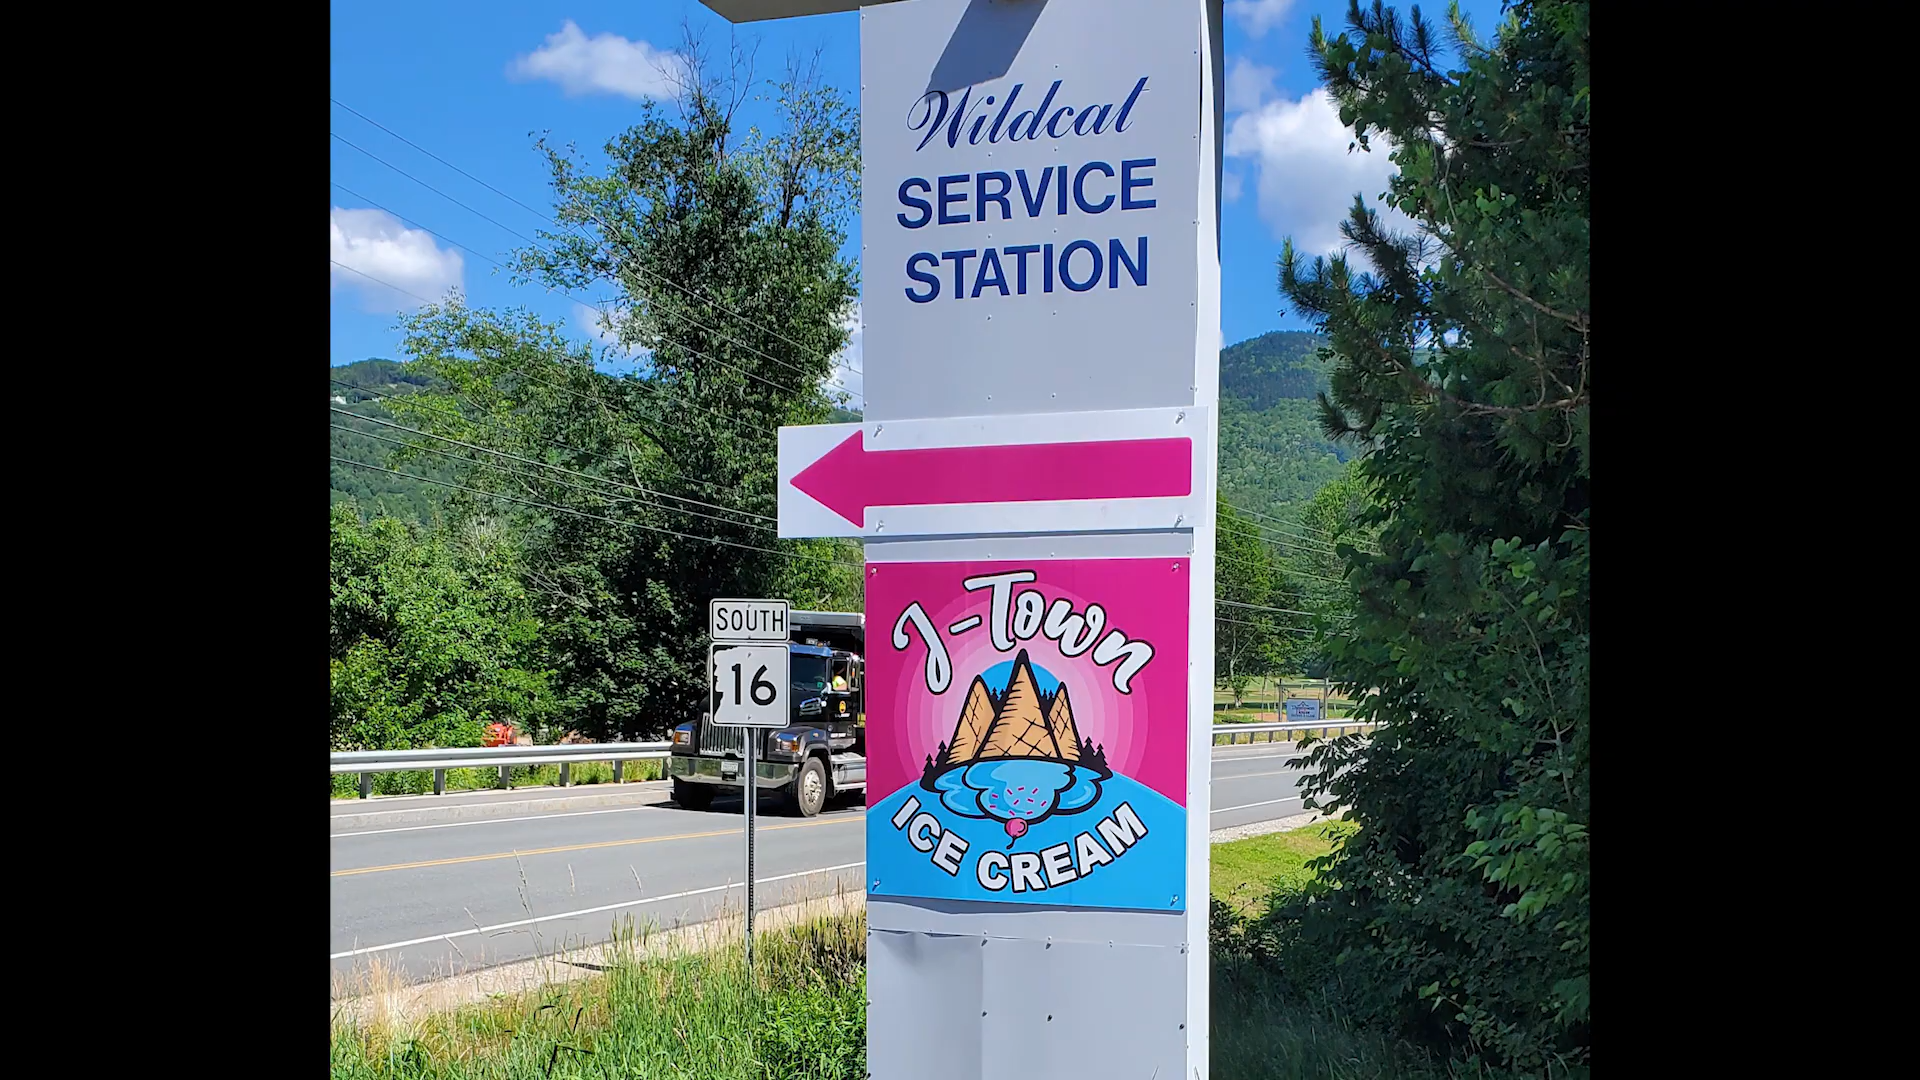 Wildcat
SERVICE
STATION
J-Town
ICE CREAM
SOUTH
16